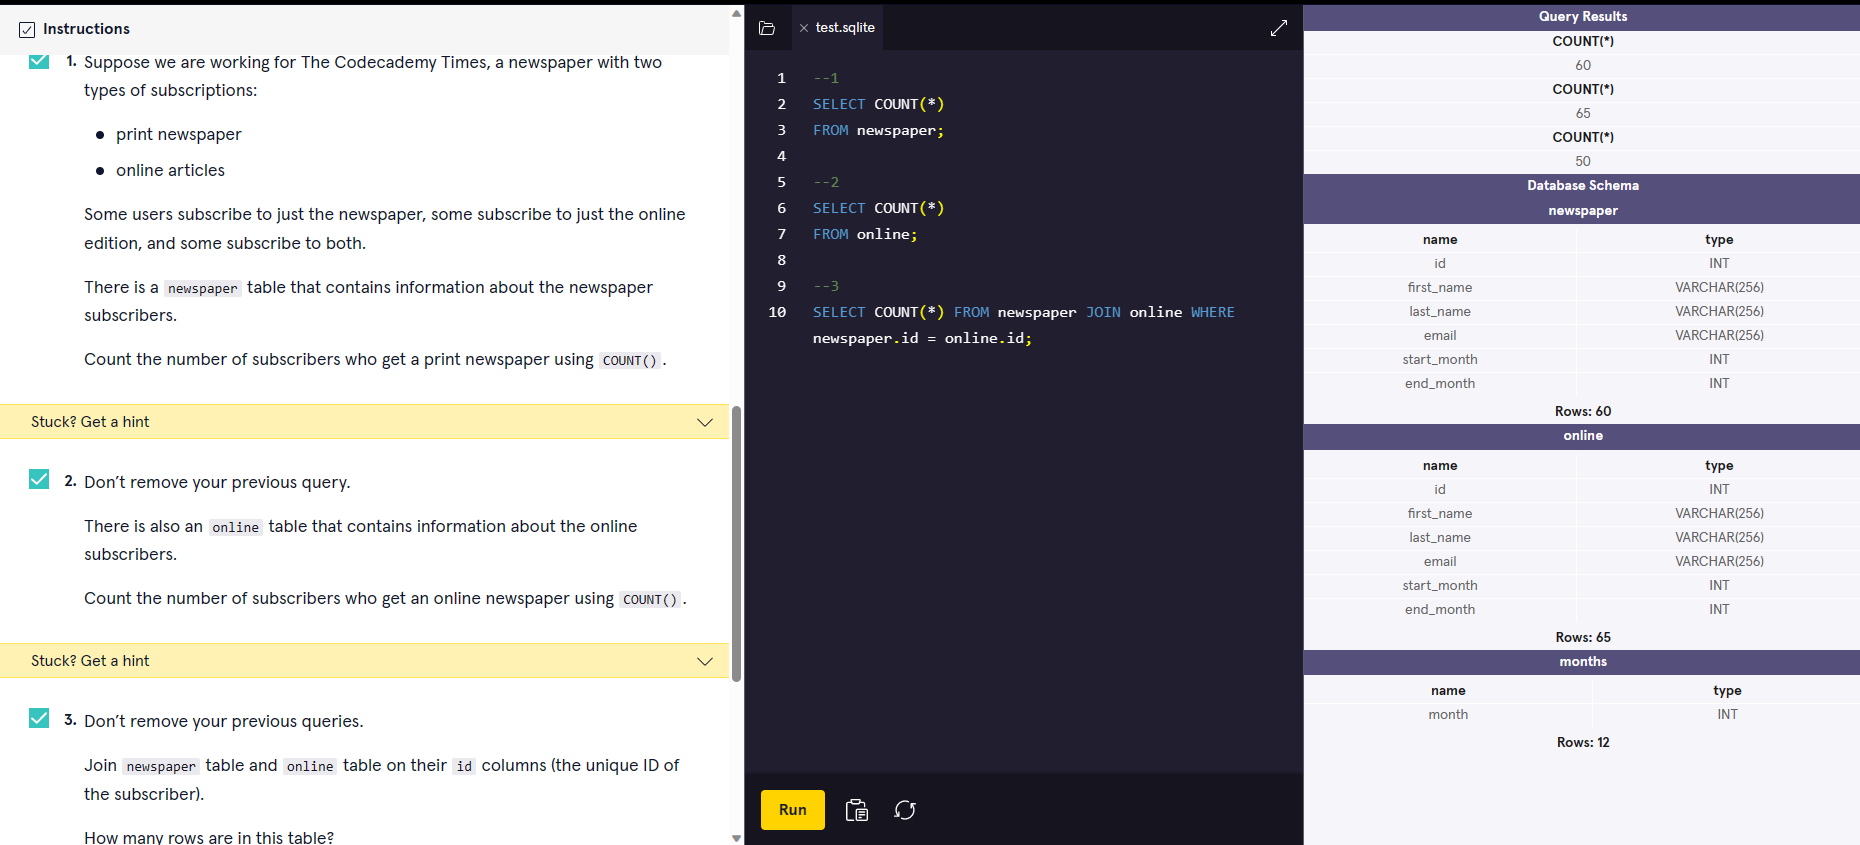 Instructions
1. Suppose we are working for The Codecademy Times, a newspaper with two
types of subscriptions:
• print newspaper
• online articles
Some users subscribe to just the newspaper, some subscribe to just the online
edition, and some subscribe to both.
There is a newspaper table that contains information about the newspaper
subscribers.
Count the number of subscribers who get a print newspaper using COUNT().
Stuck? Get a hint
2. Don’t remove your previous query.
There is also an online table that contains information about the online
subscribers.
Count the number of subscribers who get an online newspaper using COUNT().
Stuck? Get a hint
3. Don’t remove your previous queries.
Join newspaper table and online table on their id columns (the unique ID of
the subscriber).
How many rows are in this table?
× test.sqlite
1 --1
2 SELECT COUNT(*)
3 FROM newspaper;
4
5 --2
6 SELECT COUNT(*)
7 FROM online;
8
9 --3
10 SELECT COUNT(*) FROM newspaper JOIN online WHERE
newspaper.id = online.id;
Run
Query Results
COUNT(*)
60
COUNT(*)
65
COUNT(*)
50
Database Schema
newspaper
name type
id INT
first_name VARCHAR(256)
last_name VARCHAR(256)
email VARCHAR(256)
start_month INT
end_month INT
Rows: 60
online
name type
id INT
first_name VARCHAR(256)
last_name VARCHAR(256)
email VARCHAR(256)
start_month INT
end_month INT
Rows: 65
months
name type
month INT
Rows: 12